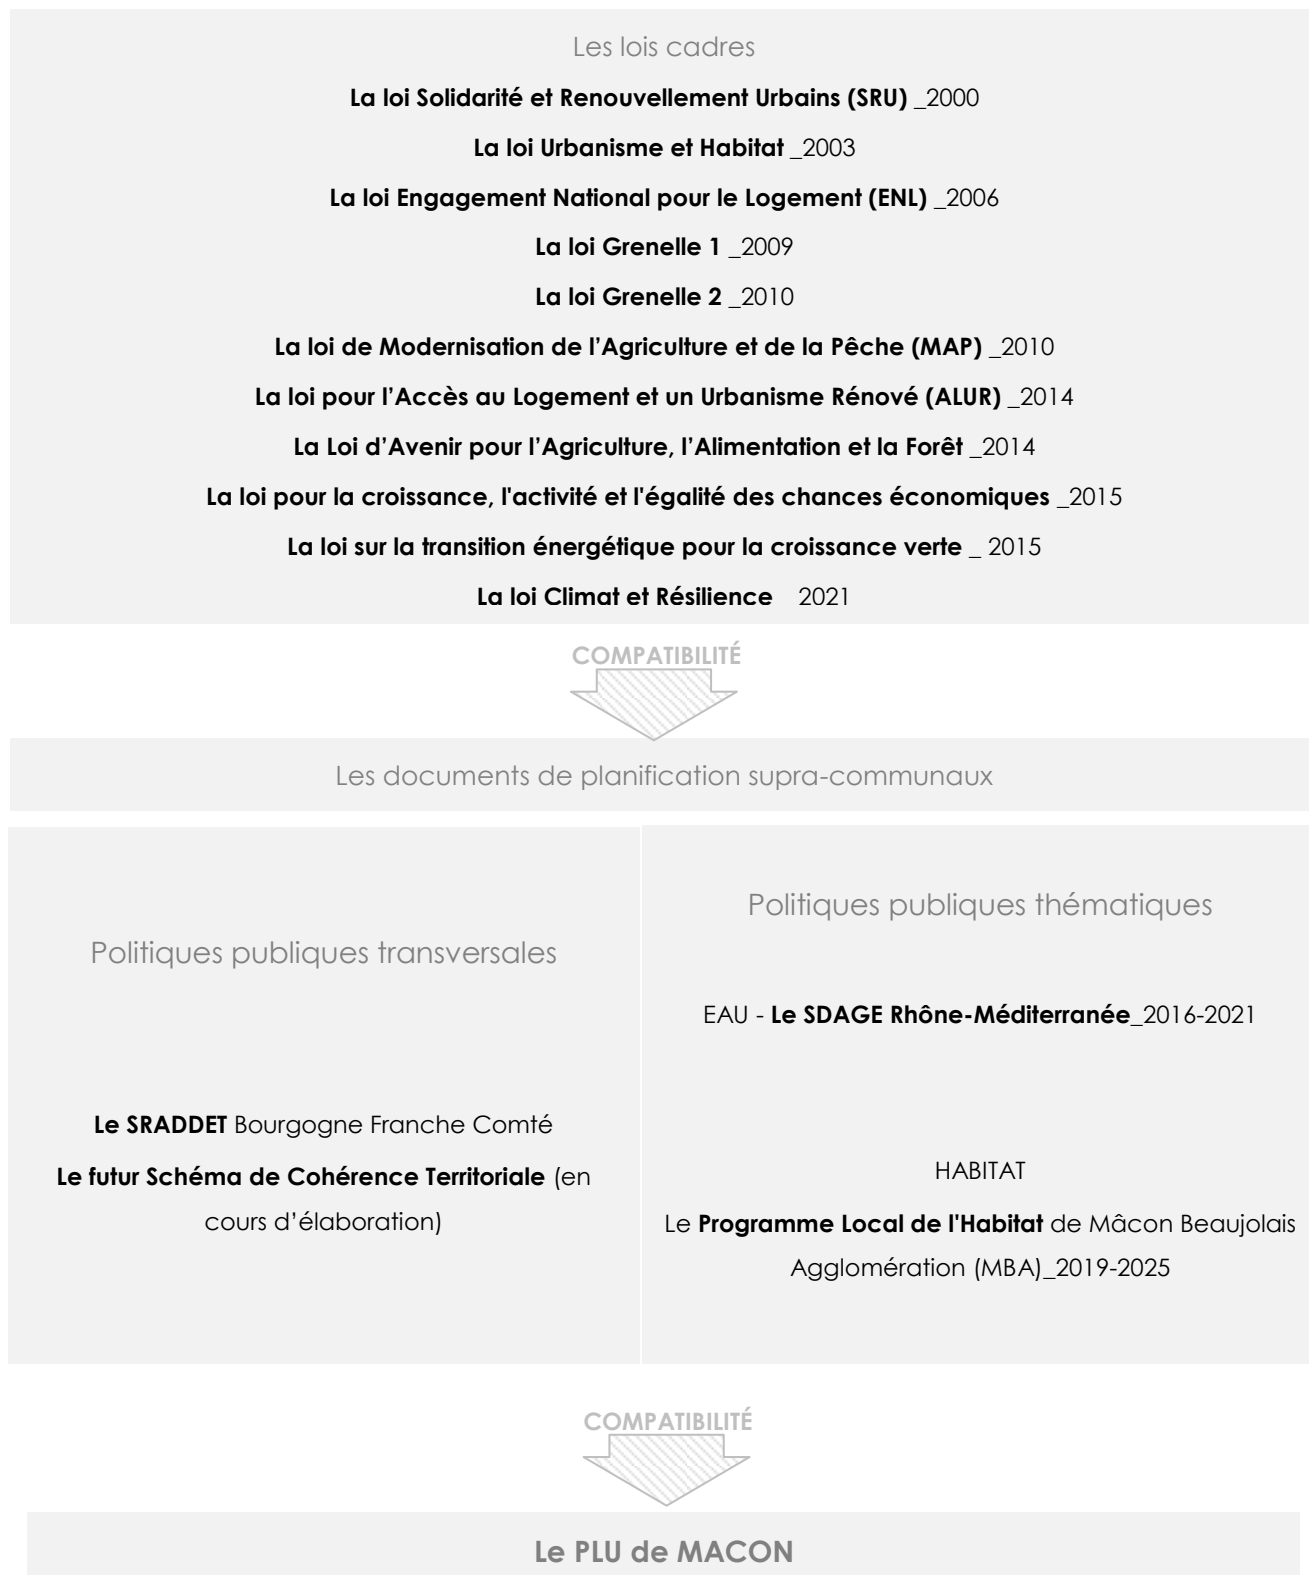 Les lois cadres
La loi Solidarité et Renouvellement Urbains (SRU) _2000
La loi Urbanisme et Habitat _2003
La loi Engagement National pour le Logement (ENL) _2006
La loi Grenelle 1 _2009
La loi Grenelle 2 _2010
La loi de Modernisation de l’Agriculture et de la Pêche (MAP) _2010
La loi pour l’Accès au Logement et un Urbanisme Rénové (ALUR) _2014
La Loi d’Avenir pour l’Agriculture, l’Alimentation et la Forêt _2014
La loi pour la croissance, l'activité et l'égalité des chances économiques _2015
La loi sur la transition énergétique pour la croissance verte _ 2015
La loi Climat et Résilience 2021
COMPATIBILITÉ
Les documents de planification supra-communaux
Politiques publiques transversales
Le SRADDET Bourgogne Franche Comté
Le futur Schéma de Cohérence Territoriale (en
cours d’élaboration)
Politiques publiques thématiques
EAU - Le SDAGE Rhône-Méditerranée_2016-2021
HABITAT
Le Programme Local de l'Habitat de Mâcon Beaujolais
Agglomération (MBA)_2019-2025
COMPATIBILITÉ
Le PLU de MACON